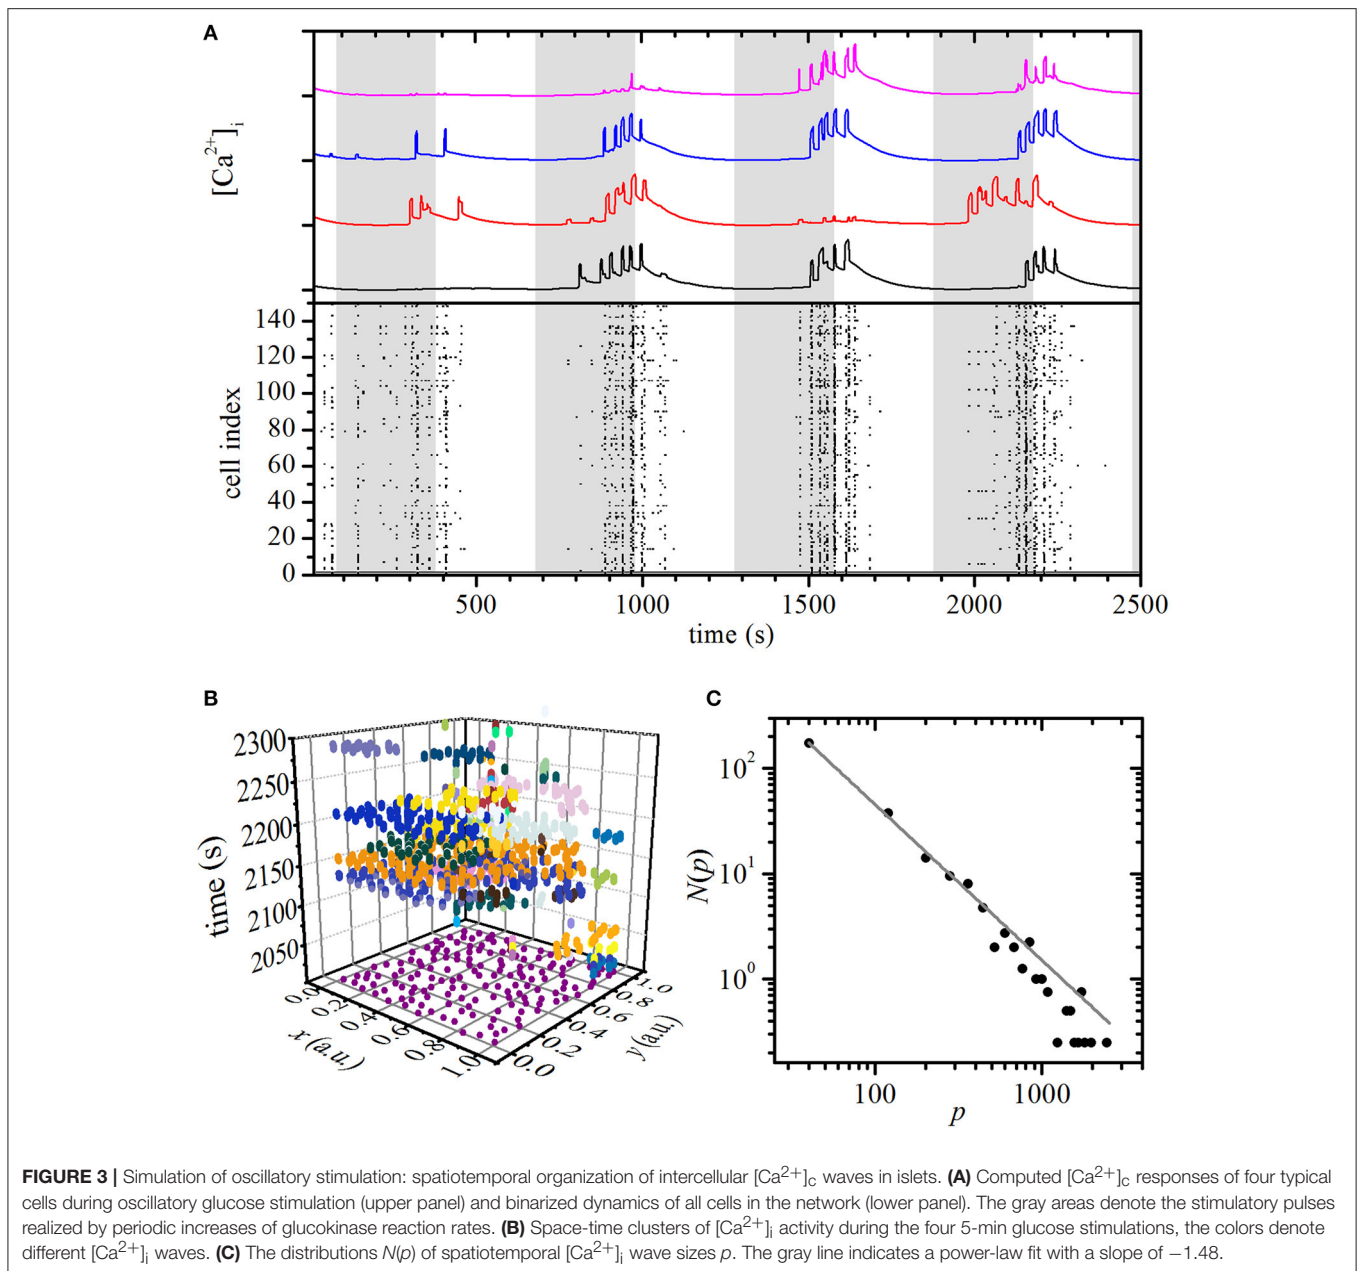 A
[Ca²⁺]ᵢ
140
120
100
80
60
40
20
0
cell index
500
1000
1500
2000
2500
time (s)
B
2300
2250
2200
2150
2100
2050
time (s)
0.0
0.2
0.4
0.6
0.8
1.0
x (a.u.)
0.0
0.2
0.4
0.6
0.8
1.0
y (a.u.)
C
10²
10¹
10⁰
N(p)
100
1000
p
FIGURE 3 | Simulation of oscillatory stimulation: spatiotemporal organization of intercellular [Ca²⁺]c waves in islets. (A) Computed [Ca²⁺]c responses of four typical
cells during oscillatory glucose stimulation (upper panel) and binarized dynamics of all cells in the network (lower panel). The gray areas denote the stimulatory pulses
realized by periodic increases of glucokinase reaction rates. (B) Space-time clusters of [Ca²⁺]ᵢ activity during the four 5-min glucose stimulations, the colors denote
different [Ca²⁺]ᵢ waves. (C) The distributions N(p) of spatiotemporal [Ca²⁺]ᵢ wave sizes p. The gray line indicates a power-law fit with a slope of −1.48.